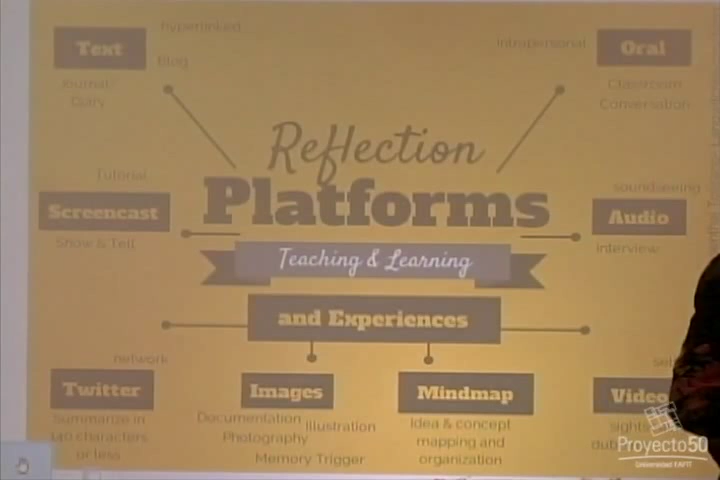 Text
hyperlinked
Blog
Journal/
Diary
intrapersonal
Oral
Classroom
Conversation
Reflection
Platforms
Teaching & Learning
and Experiences
Tutorial
Screencast
Show & Tell
soundseeing
Audio
interview
network
Twitter
Summarize in
140 characters
or less
Images
Documentation
Photography
Illustration
Memory Trigger
Mindmap
Idea & concept
mapping and
organization
Video
Proyecto50
Universidad EAFIT